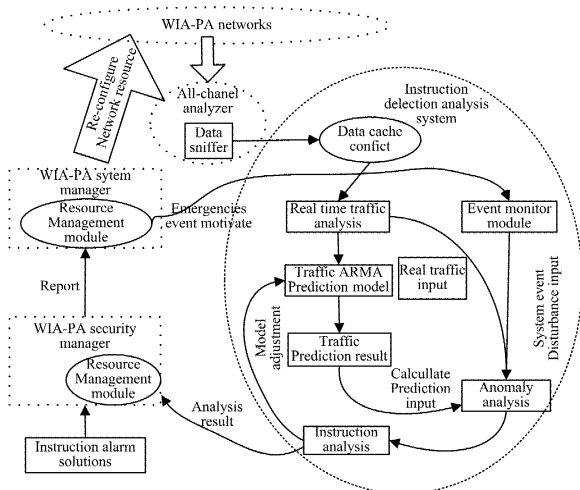 WIA-PA networks
Re-configure
Network resource
All-chanel
analyzer
Data
sniffer
Instruction
delection analysis
system
Data cache
confict
WIA-PA sytem
manager
Resource
Management
module
Emergencies
event motivate
Real time traffic
analysis
Event monitor
module
Traffic ARMA
Prediction model
Real traffic
input
System event
Disturbance input
Report
Model
adjustment
Traffic
Prediction result
WIA-PA security
manager
Resource
Management
module
Calcullate
Prediction
input
Anomaly
analysis
Analysis
result
Instruction analysis
Instruction alarm
solutions